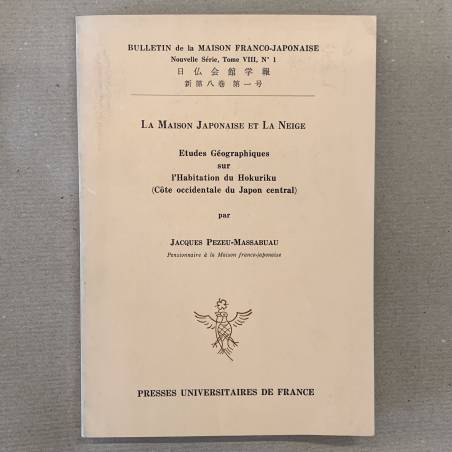 BULLETIN de la MAISON FRANCO-JAPONAISE
Nouvelle Série, Tome VIII, N° 1
日仏会館学報
新第八巻第一号
LA MAISON JAPONAISE ET LA NEIGE
Etudes Géographiques
sur
l'Habitation du Hokuriku
(Côte occidentale du Japon central)
par
JACQUES PEZEU-MASSABUAU
Pensionnaire à la Maison franco-japonaise
PRESSES UNIVERSITAIRES DE FRANCE